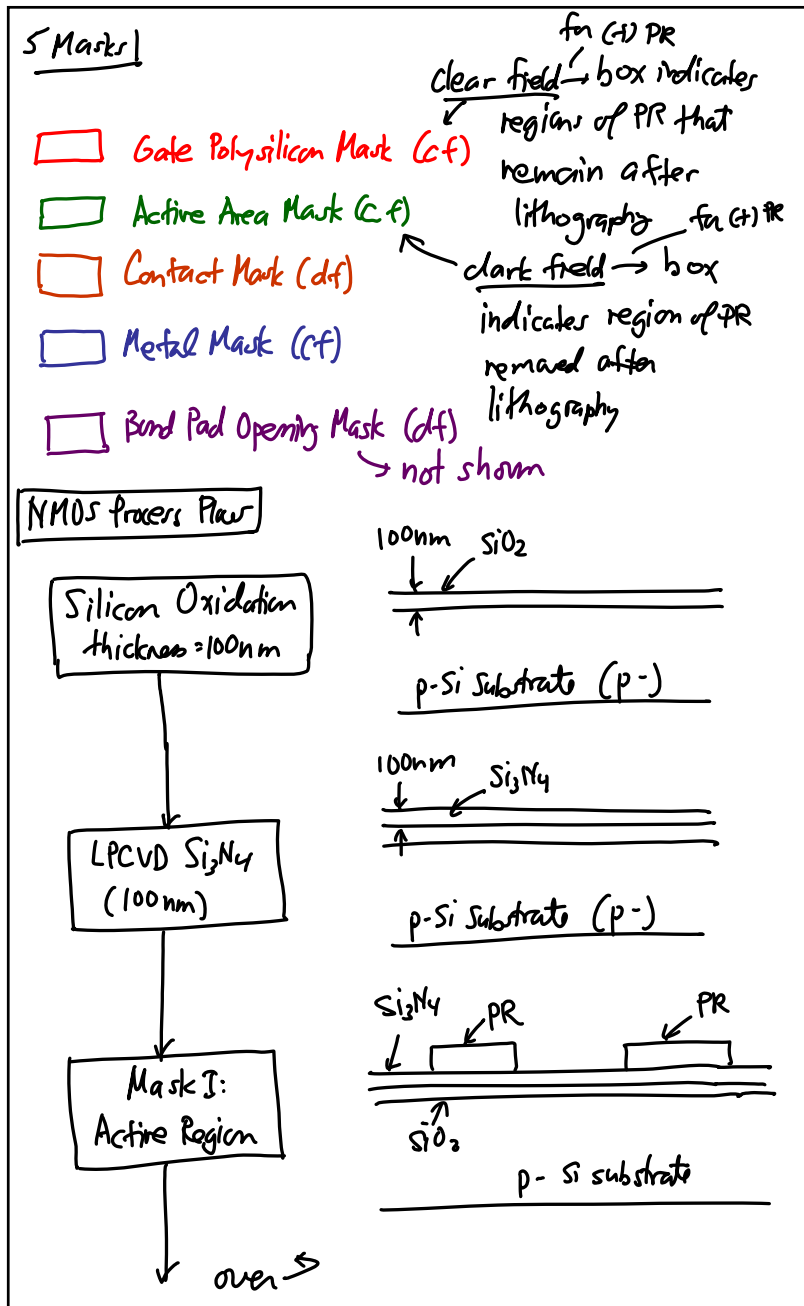 5 Masks!
Gate Polysilicon Mask (cf)
Active Area Mask (cf)
Contact Mask (df)
Metal Mask (cf)
Bond Pad Opening Mask (df)
→ not shown
for (+) PR
clear field → box indicates
regions of PR that
remain after
lithography
for (+) PR
dark field → box
indicates region of PR
removed after
lithography
NMOS Process Flow
Silicon Oxidation
thickness=100nm
100nm
SiO₂
p-Si substrate (p-)
LPCVD Si₃N₄
(100nm)
100nm
Si₃N₄
p-Si substrate (p-)
Mask I:
Active Region
Si₃N₄
PR
PR
SiO₂
p- Si substrate
over →